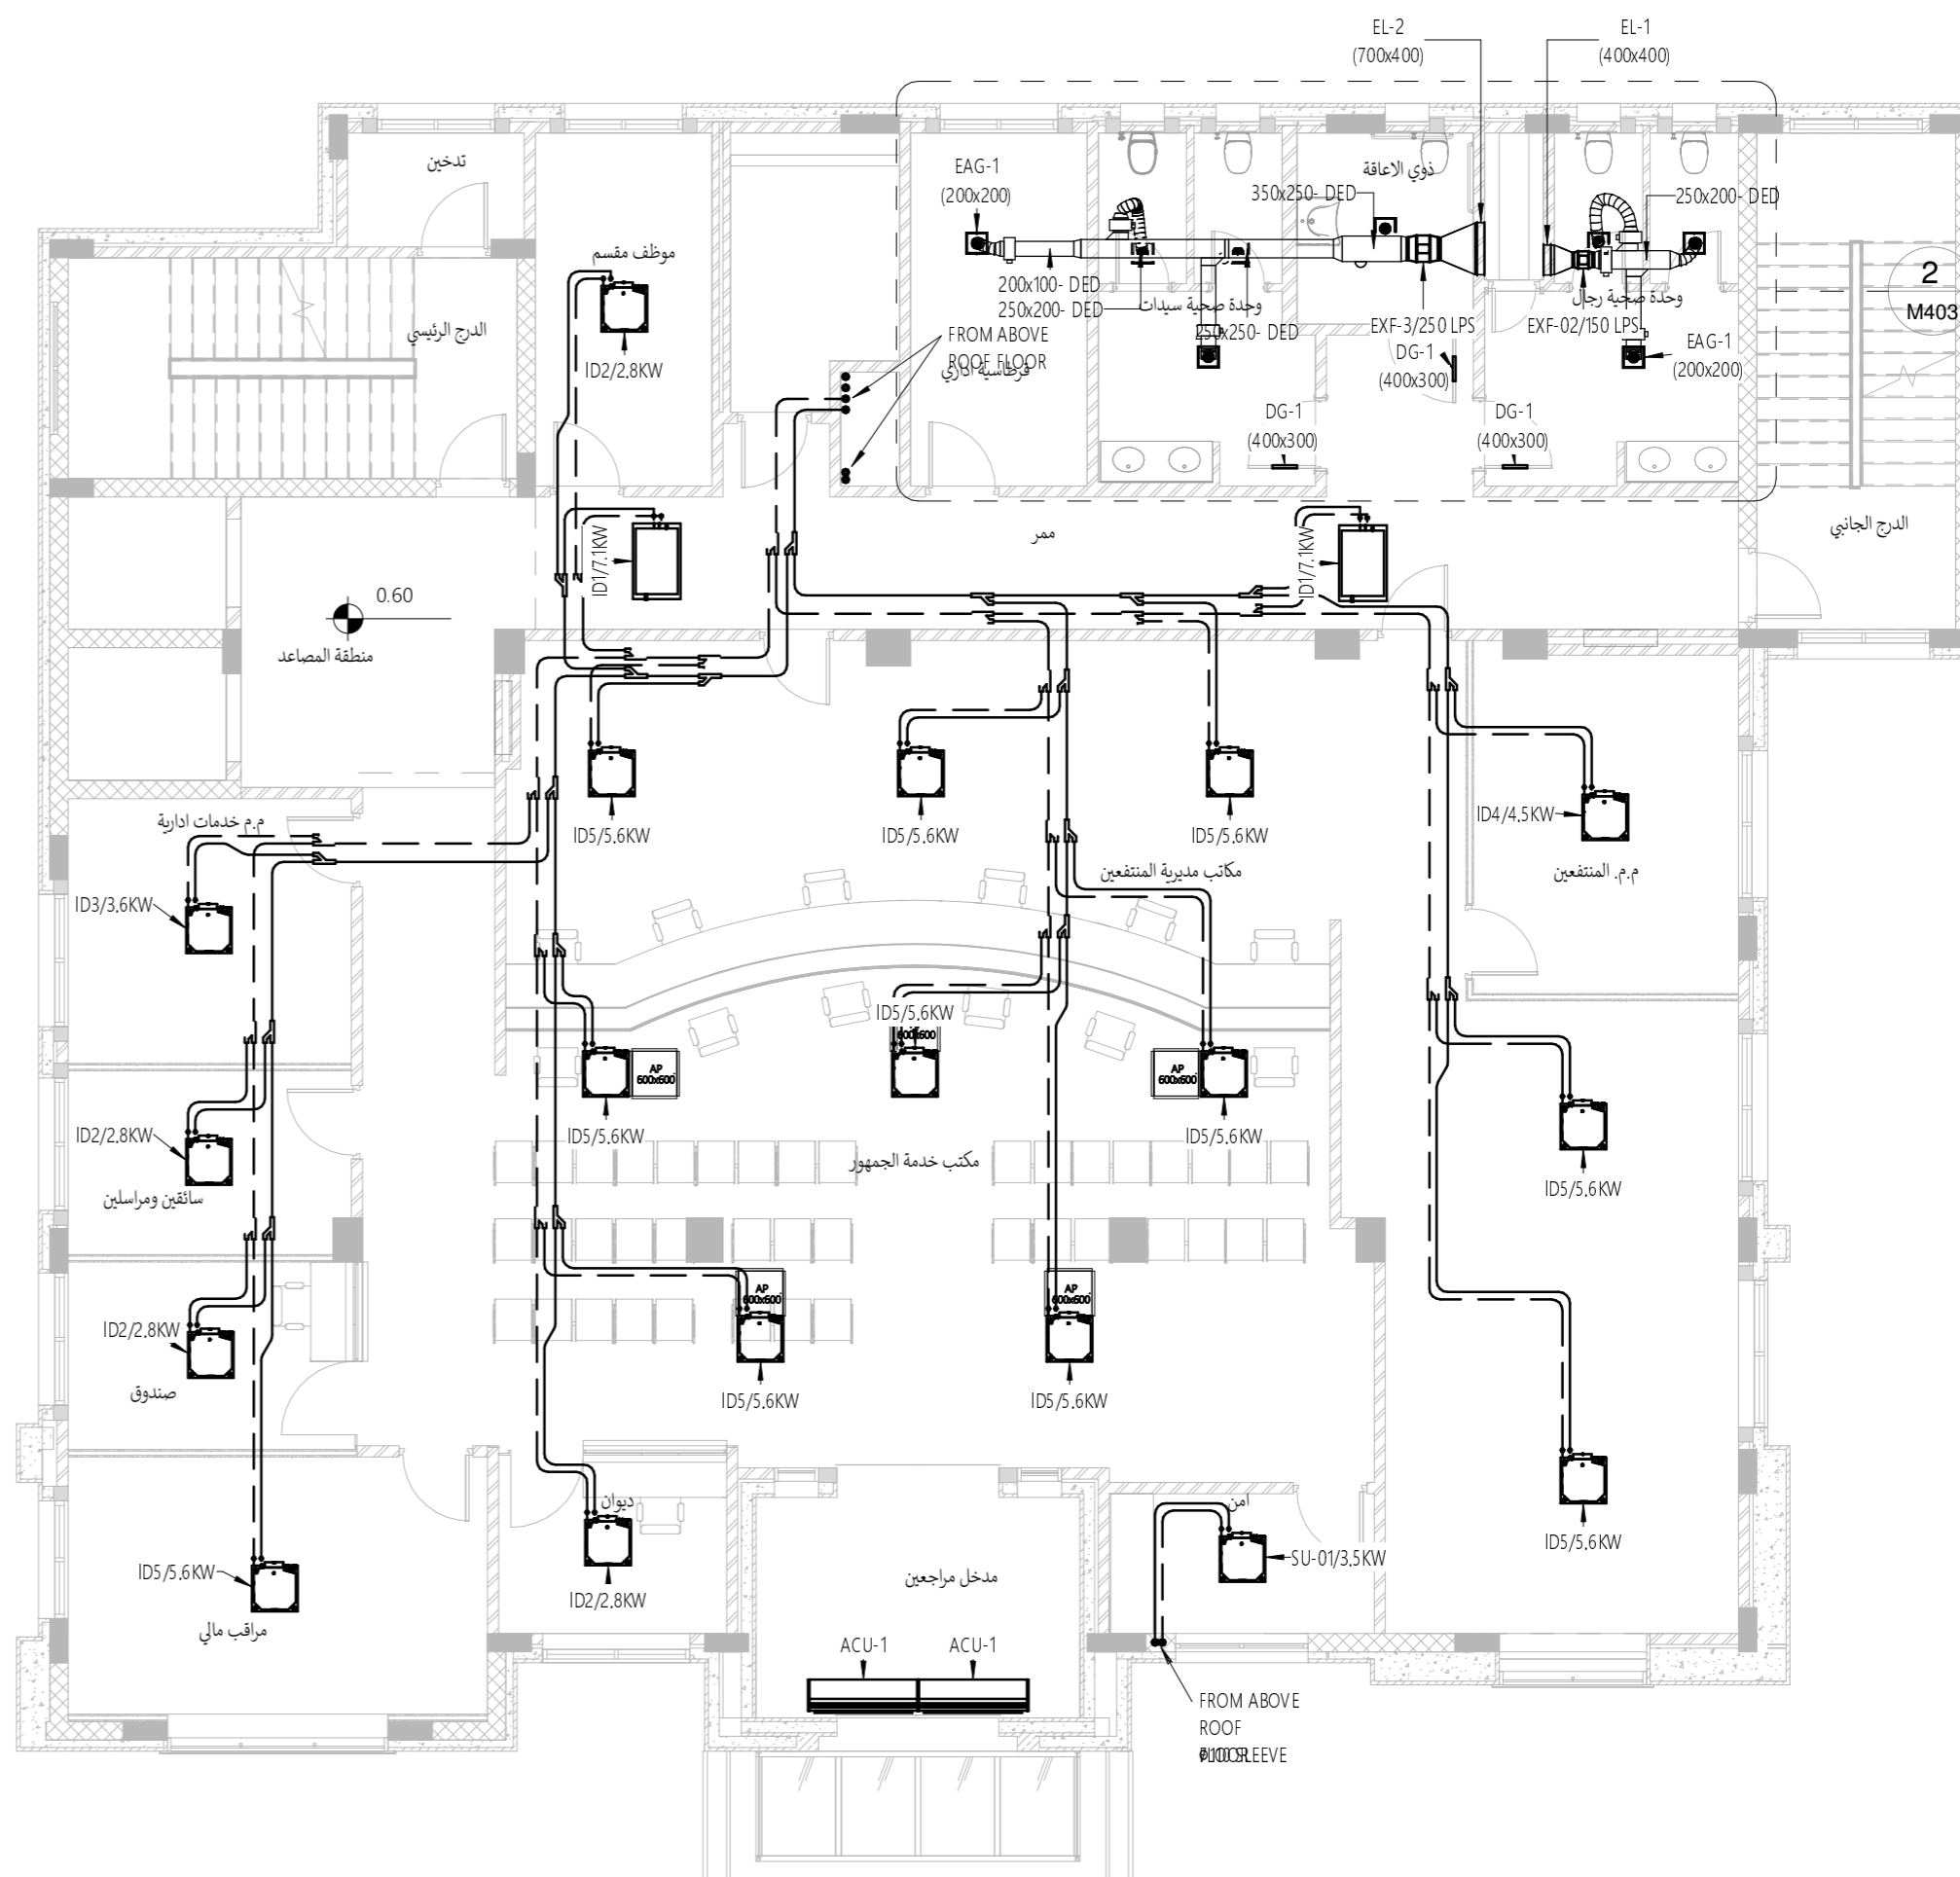 EL-2
(700x400)
EL-1
(400x400)
تدخين
EAG-1
(200x200)
ذوي الاعاقة
350x250- DED
250x200- DED
موظف مقسم
الدرج الرئيسي
200x100- DED
250x200- DED
وحدة صحية سيدات
250x250- DED
وحدة صحية رجال
2
M403
EXF-3/250 LPS
EXF-02/150 LPS
FROM ABOVE
ROOF FLOOR
قرطاسية اداري
ID2/2.8KW
DG-1
(400x300)
EAG-1
(200x200)
DG-1
(400x300)
DG-1
(400x300)
ممر
الدرج الجانبي
ID1/7.1KW
ID1/7.1KW
0.60
منطقة المصاعد
م.م خدمات ادارية
ID5/5.6KW
ID5/5.6KW
ID5/5.6KW
ID4/4.5KW
مكاتب مديرية المنتفعين
م.م. المنتفعين
ID3/3.6KW
ID5/5.6KW
600x600
AP
600x600
AP
600x600
ID2/2.8KW
ID5/5.6KW
ID5/5.6KW
مكتب خدمة الجمهور
سائقين ومراسلين
ID5/5.6KW
AP
600x600
AP
600x600
ID2/2.8KW
صندوق
ID5/5.6KW
ID5/5.6KW
ديوان
امن
ID5/5.6KW
SU-01/3.5KW
ID5/5.6KW
مدخل مراجعين
ID2/2.8KW
مراقب مالي
ACU-1
ACU-1
FROM ABOVE
ROOF
FLOOR
SLEEVE